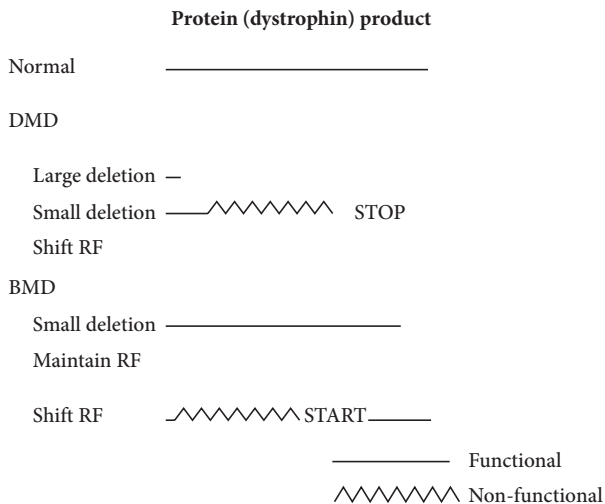 Protein (dystrophin) product
Normal
DMD
Large deletion
Small deletion STOP
Shift RF
BMD
Small deletion
Maintain RF
Shift RF START
Functional
Non-functional